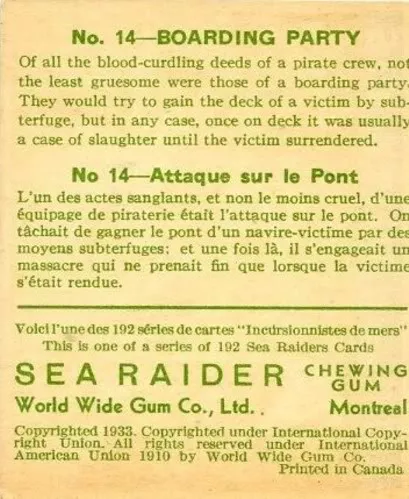 No. 14—BOARDING PARTY
Of all the blood-curdling deeds of a pirate crew, not
the least gruesome were those of a boarding party.
They would try to gain the deck of a victim by sub-
terfuge, but in any case, once on deck it was usually
a case of slaughter until the victim surrendered.
No 14—Attaque sur le Pont
L'un des actes sanglants, et non le moins cruel, d'une
équipage de piraterie était l'attaque sur le pont. On
tâchait de gagner le pont d'un navire-victime par des
moyens subterfuges; et une fois là, il s'engageait un
massacre qui ne prenait fin que lorsque la victime
s'était rendue.
Voici l'une des 192 séries de cartes "Incursionnistes de mers"
This is one of a series of 192 Sea Raiders Cards
SEA RAIDER CHEWING GUM
World Wide Gum Co., Ltd., Montreal
Copyrighted 1933. Copyrighted under International Copy-
right Union. All rights reserved under International
American Union 1910 by World Wide Gum Co.
Printed in Canada